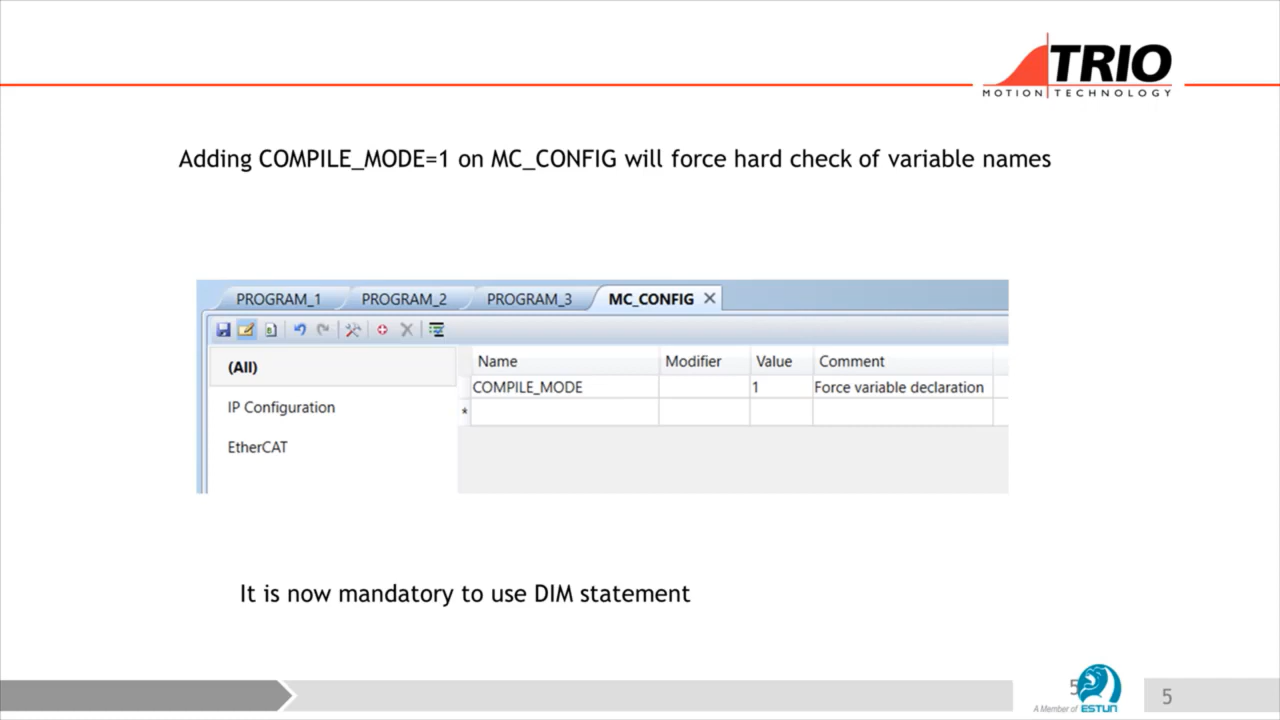 TRIO
MOTION TECHNOLOGY
Adding COMPILE_MODE=1 on MC_CONFIG will force hard check of variable names
PROGRAM_1 PROGRAM_2 PROGRAM_3 MC_CONFIG
(All)
Name Modifier Value Comment
COMPILE_MODE 1 Force variable declaration
*
IP Configuration
EtherCAT
It is now mandatory to use DIM statement
5
A Member of ESTUN
5